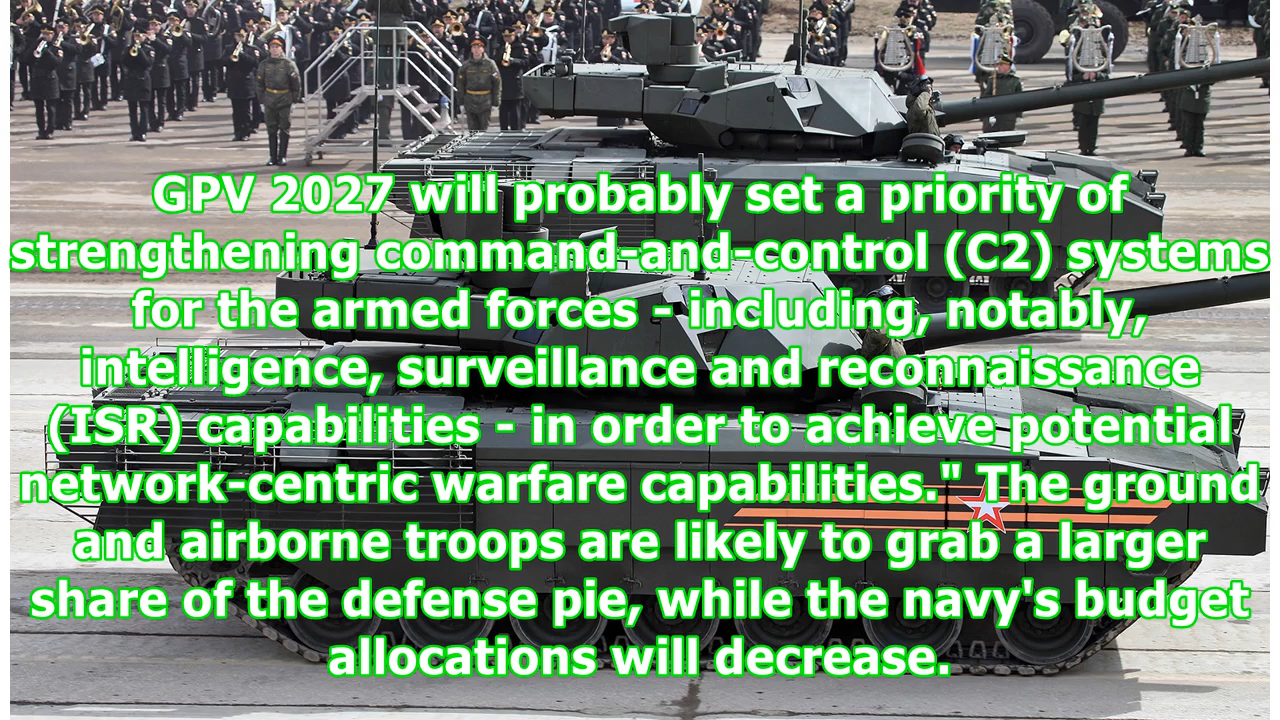 GPV 2027 will probably set a priority of
strengthening command-and-control (C2) systems
for the armed forces - including, notably,
intelligence, surveillance and reconnaissance
(ISR) capabilities - in order to achieve potential
network-centric warfare capabilities." The ground
and airborne troops are likely to grab a larger
share of the defense pie, while the navy's budget
allocations will decrease.